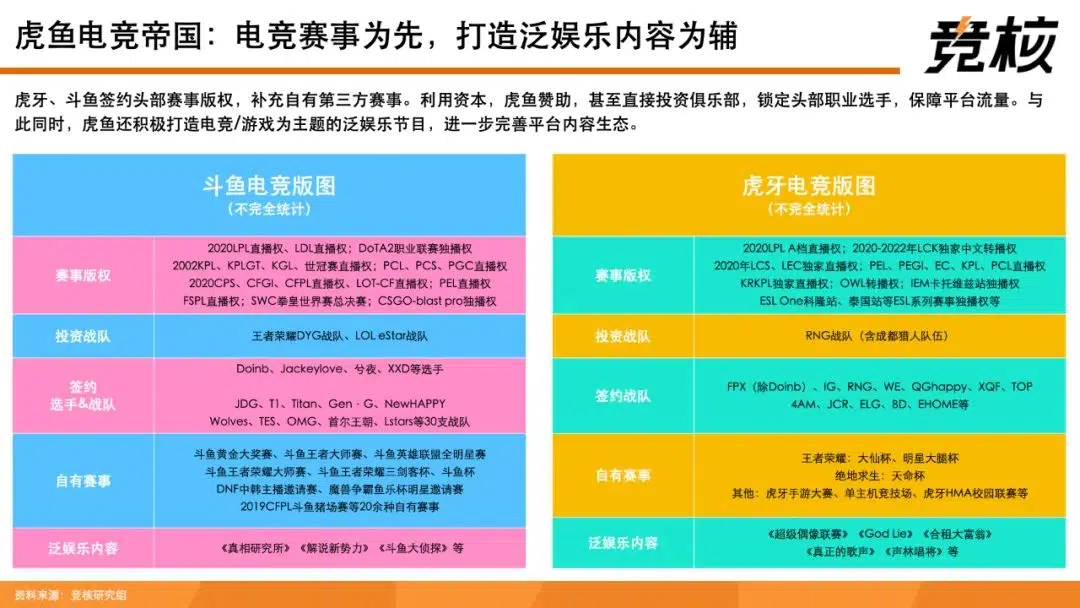 虎鱼电竞帝国：电竞赛事为先，打造泛娱乐内容为辅
竞核
虎牙、斗鱼签约头部赛事版权，补充自有第三方赛事。利用资本，虎鱼赞助，甚至直接投资俱乐部，锁定头部职业选手，保障平台流量。与
此同时，虎鱼还积极打造电竞/游戏为主题的泛娱乐节目，进一步完善平台内容生态。
斗鱼电竞版图
（不完全统计）
赛事版权
2020LPL直播权、LDL直播权；DoTA2职业联赛独播权
2002KPL、KPLGT、KGL、世冠赛直播权；PCL、PCS、PGC直播权
2020CPS、CFGI、CFPL直播权、LOT-CF直播权；PEL直播权
FSPL直播权；SWC拳皇世界赛总决赛；CSGO-blast pro独播权
投资战队
王者荣耀DYG战队、LOL eStar战队
签约
选手&战队
Doinb、Jackeylove、兮夜、XXD等选手
JDG、T1、Titan、Gen · G、NewHAPPY
Wolves、TES、OMG、首尔王朝、Lstars等30支战队
自有赛事
斗鱼黄金大奖赛、斗鱼王者大师赛、斗鱼英雄联盟全明星赛
斗鱼王者荣耀大师赛、斗鱼王者荣耀三剑客杯、斗鱼杯
DNF中韩主播邀请赛、魔兽争霸鱼乐杯明星邀请赛
2019CFPL斗鱼猪场赛等20余种自有赛事
泛娱乐内容
《真相研究所》《解说新势力》《斗鱼大侦探》等
虎牙电竞版图
（不完全统计）
赛事版权
2020LPL A档直播权；2020-2022年LCK独家中文转播权
2020年LCS、LEC独家直播权；PEL、PEGI、EC、KPL、PCL直播权
KRKPL独家直播权；OWL转播权；IEM卡托维兹站独播权
ESL One科隆站、泰国站等ESL系列赛事独播权等
投资战队
RNG战队（含成都猎人队伍）
签约战队
FPX（除Doinb）、IG、RNG、WE、QGhappy、XQF、TOP
4AM、JCR、ELG、BD、EHOME等
自有赛事
王者荣耀：大仙杯、明星大腿杯
绝地求生：天命杯
其他：虎牙手游大赛、单主机竞技场、虎牙HMA校园联赛等
泛娱乐内容
《超级偶像联赛》《God Lie》《合租大富翁》
《真正的歌声》《声林唱将》等
资料来源：竞核研究组